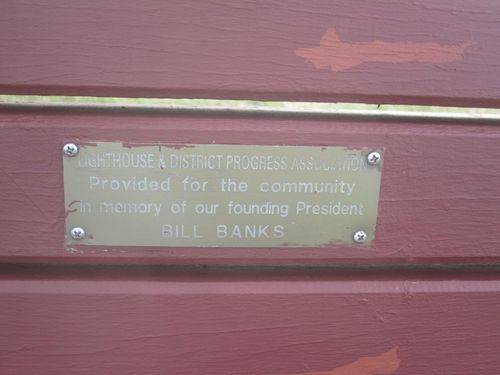 LIGHTHOUSE & DISTRICT PROGRESS ASSOCIATION
Provided for the community
in memory of our founding President
BILL BANKS